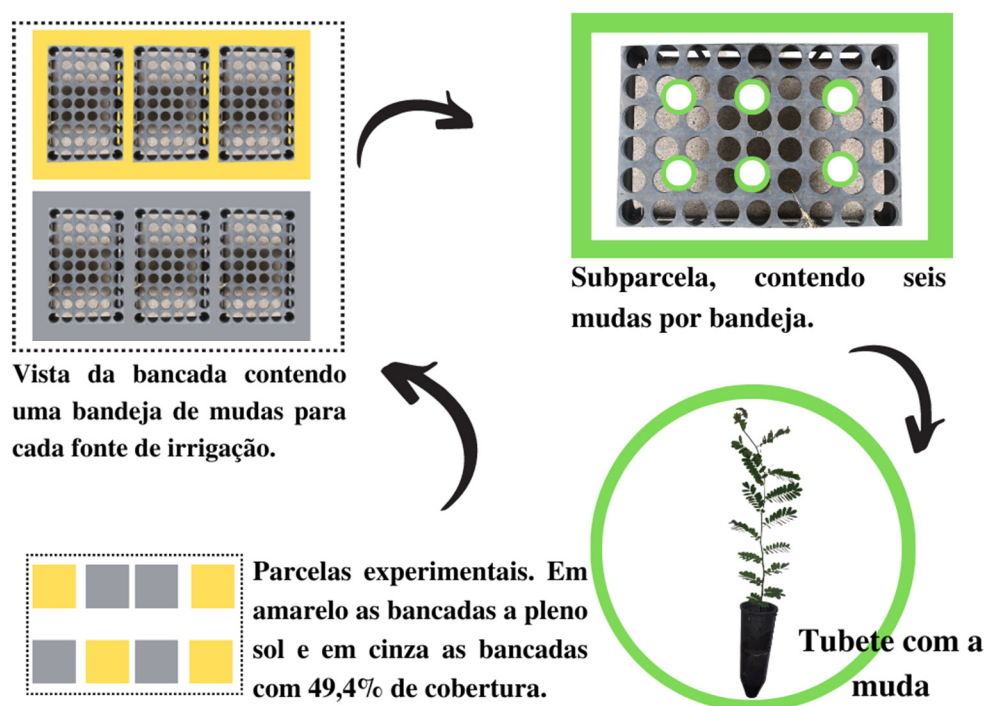 Subparcela, contendo seis
mudas por bandeja.
Vista da bancada contendo
uma bandeja de mudas para
cada fonte de irrigação.
Parcelas experimentais. Em
amarelo as bancadas a pleno
sol e em cinza as bancadas
com 49,4% de cobertura.
Tubete com a
muda